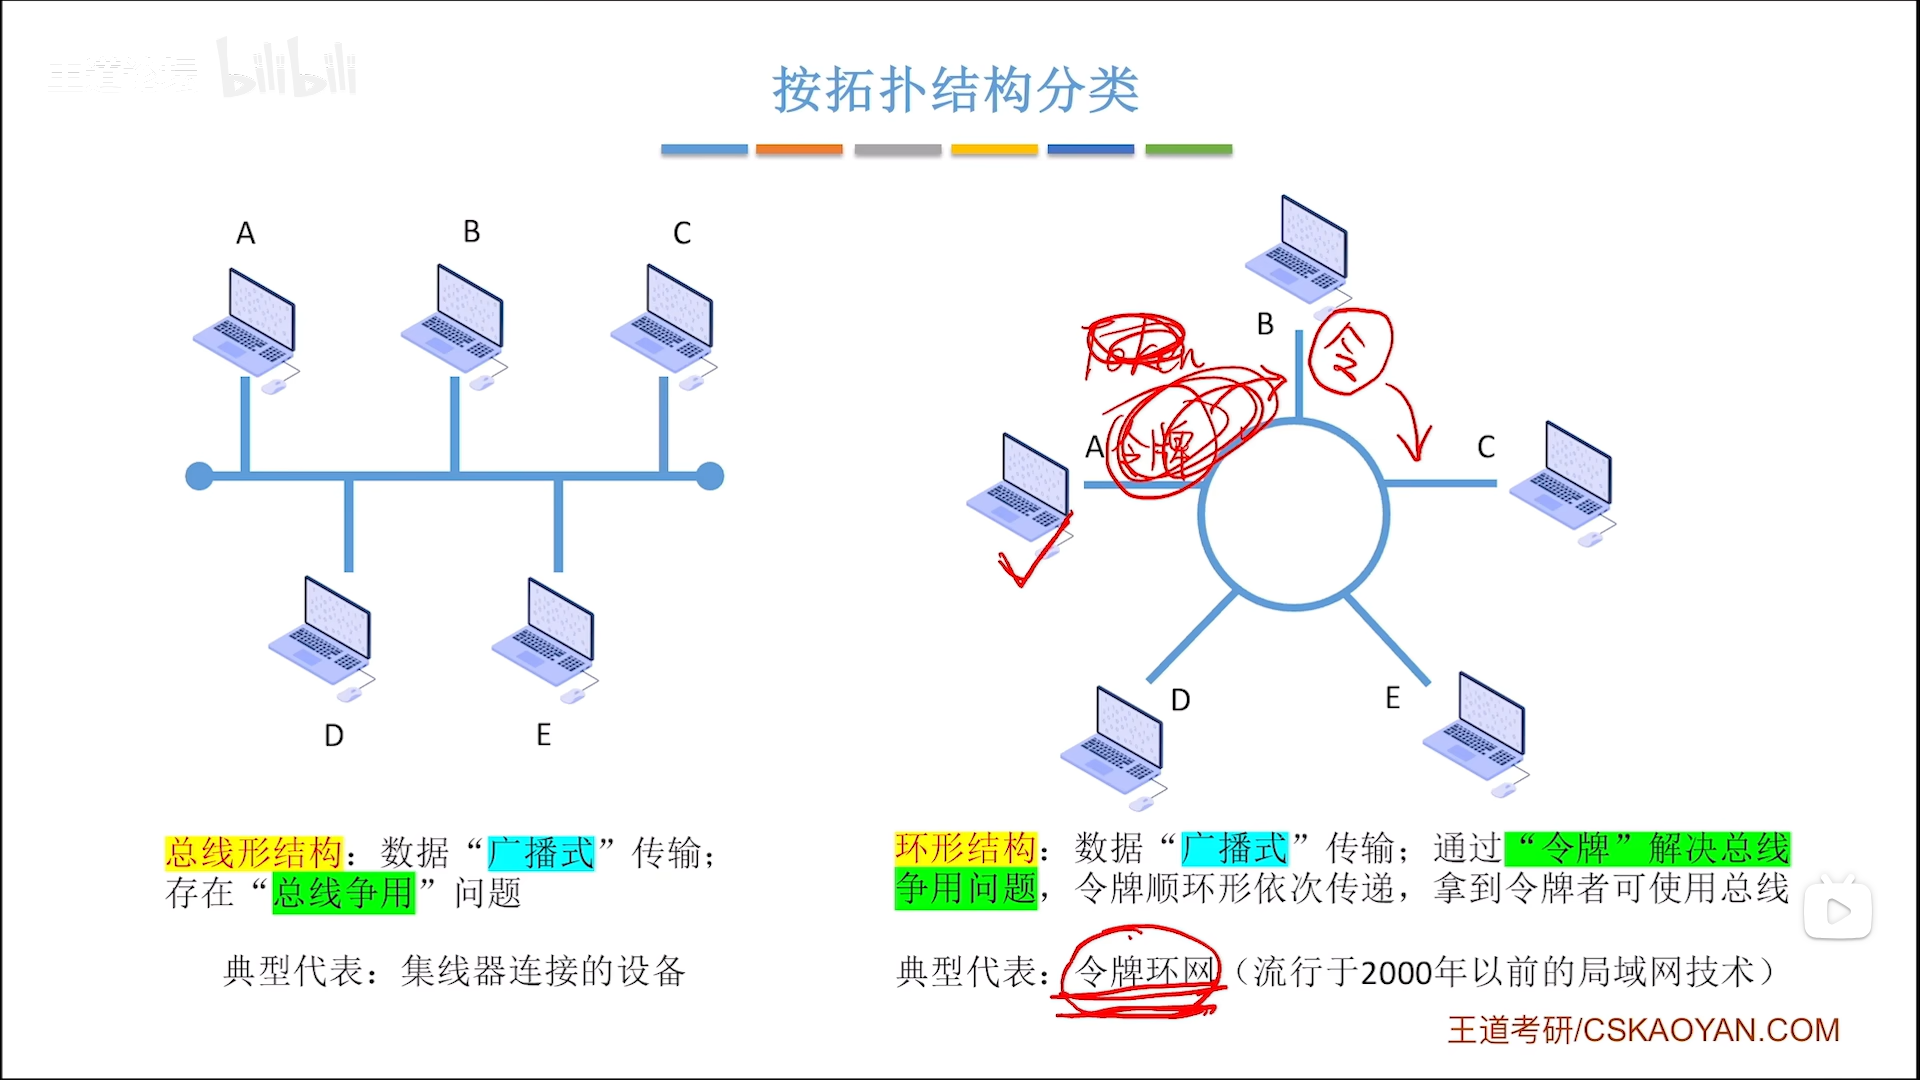 王道论坛 bilibili
按拓扑结构分类
A
B
C
D
E
总线形结构：数据“广播式”传输；
存在“总线争用”问题
典型代表：集线器连接的设备
B
令
Token
A
令牌
C
D
E
环形结构：数据“广播式”传输；通过“令牌”解决总线
争用问题，令牌顺环形依次传递，拿到令牌者可使用总线
典型代表：令牌环网（流行于2000年以前的局域网技术）
王道考研/CSKAOYAN.COM